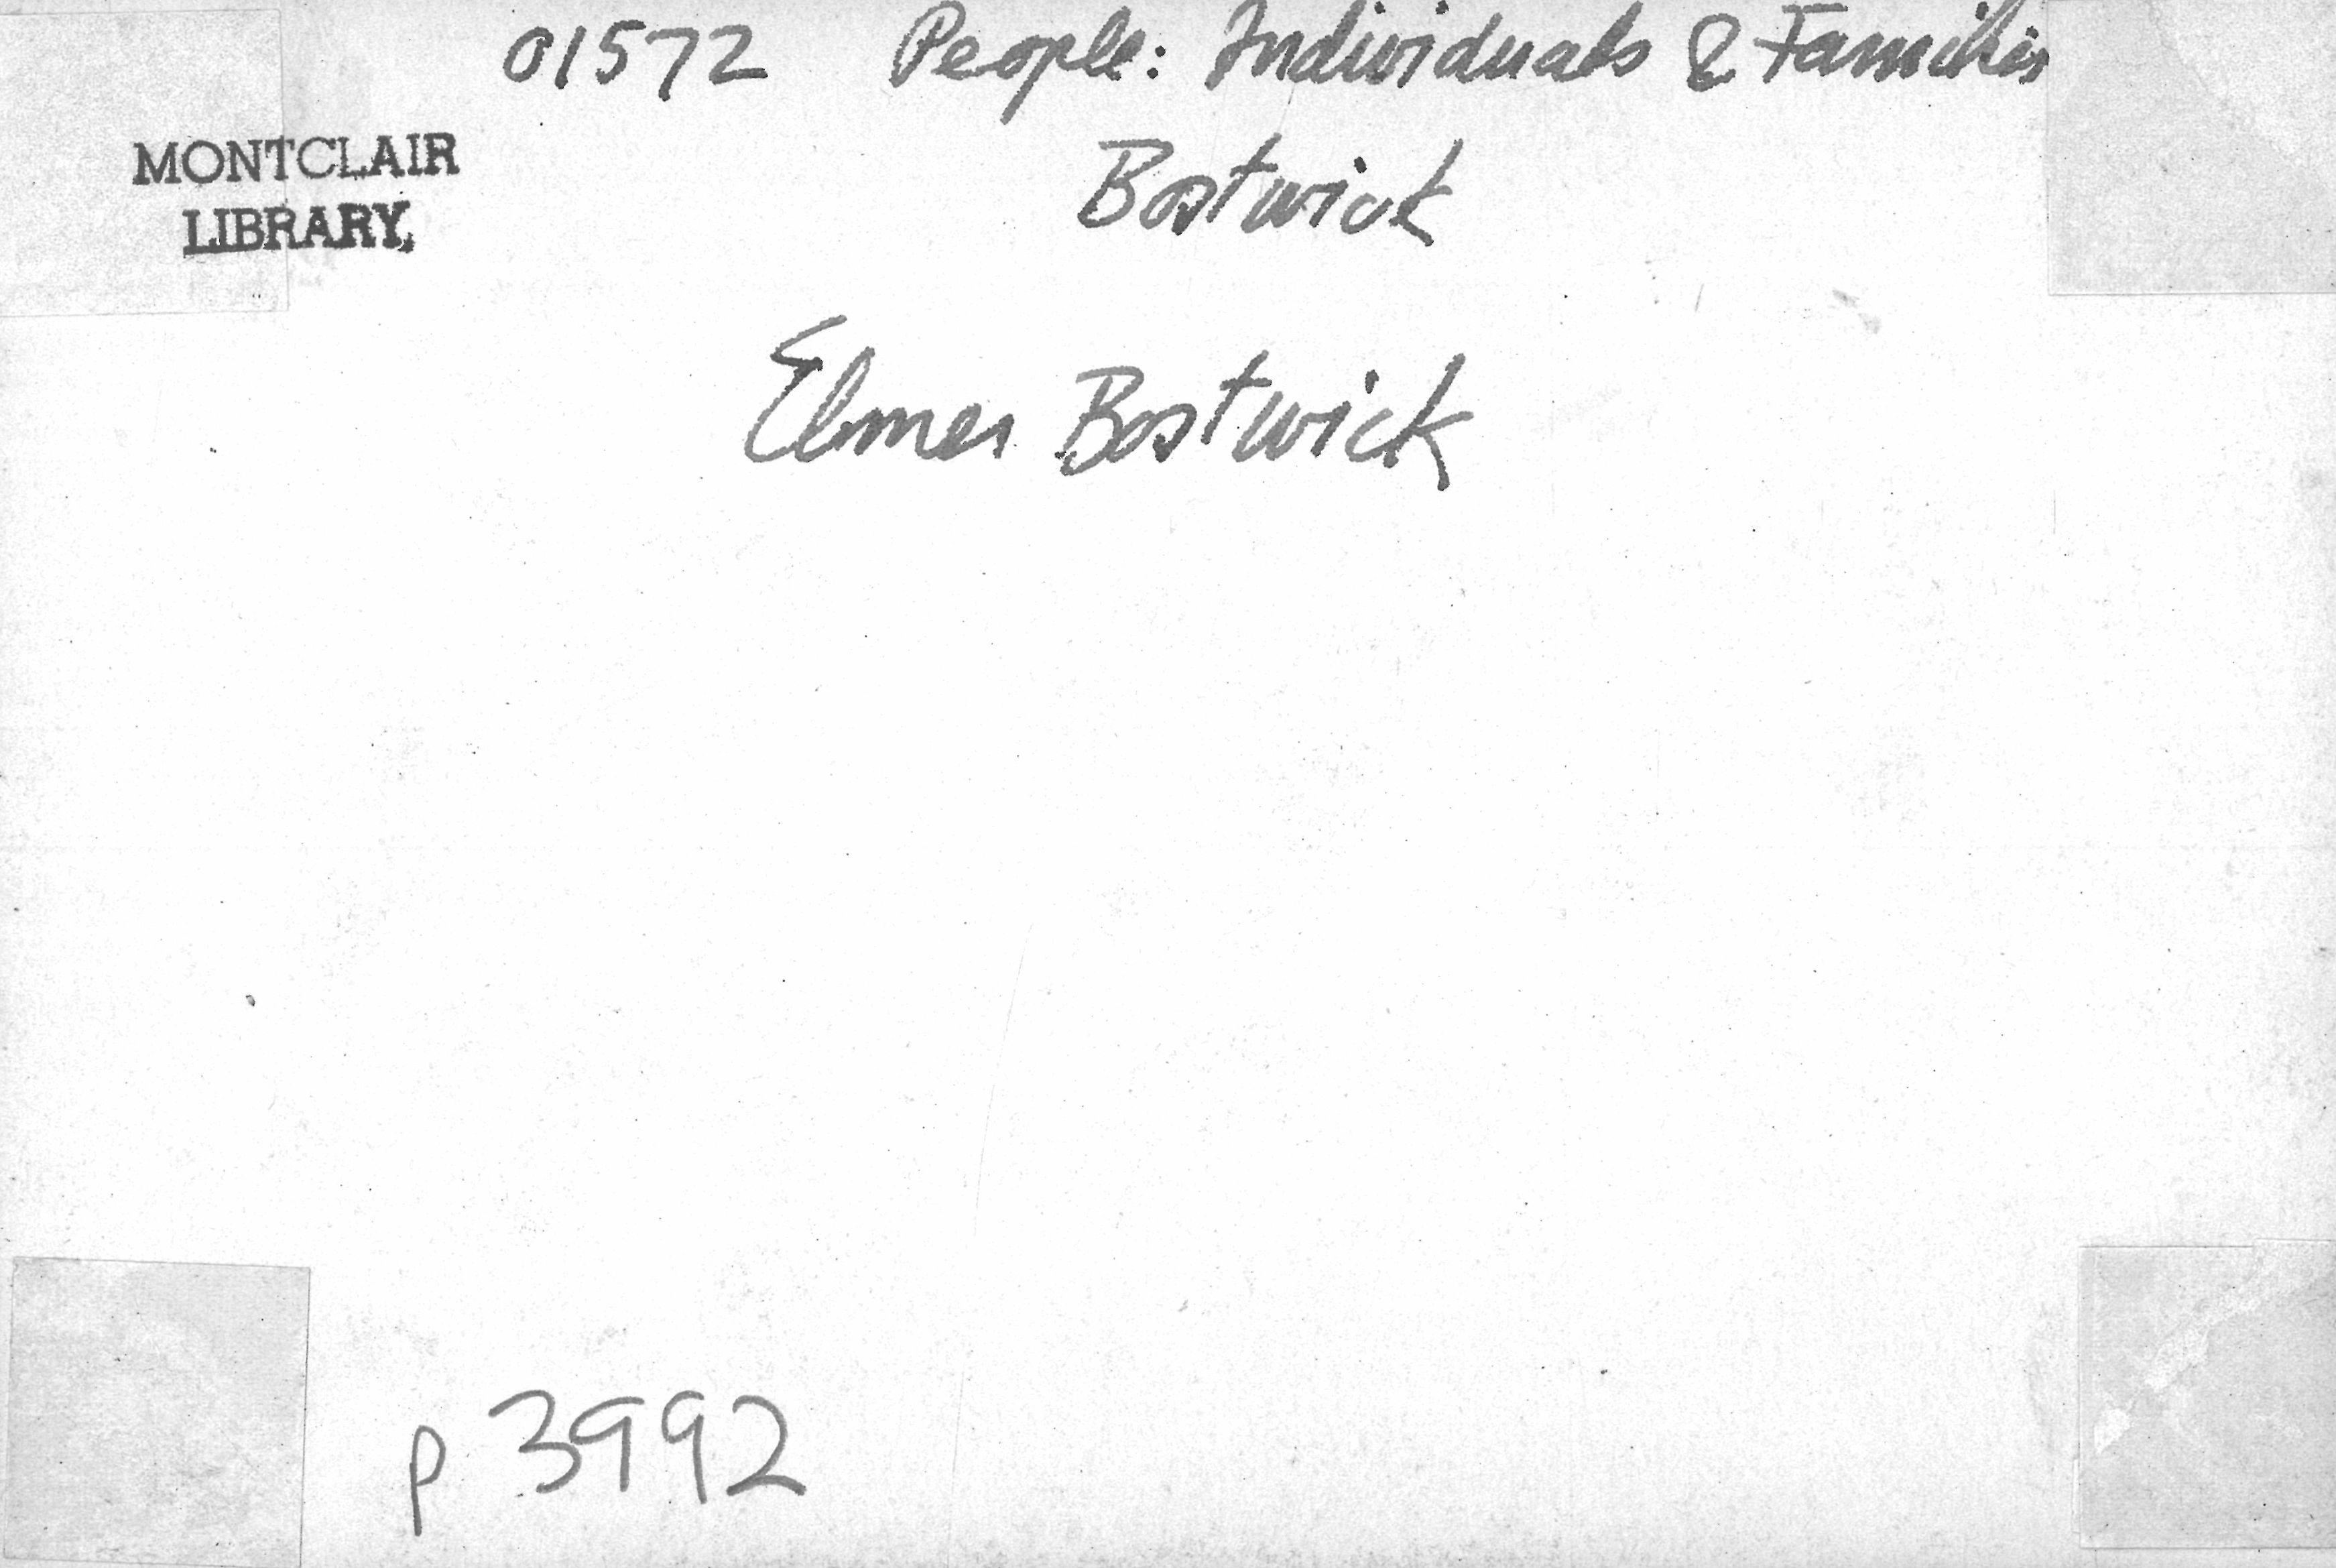 01572 People: Individuals & Families
MONTCLAIR
LIBRARY,
Bostwick
Elmer Bostwick
p 3992